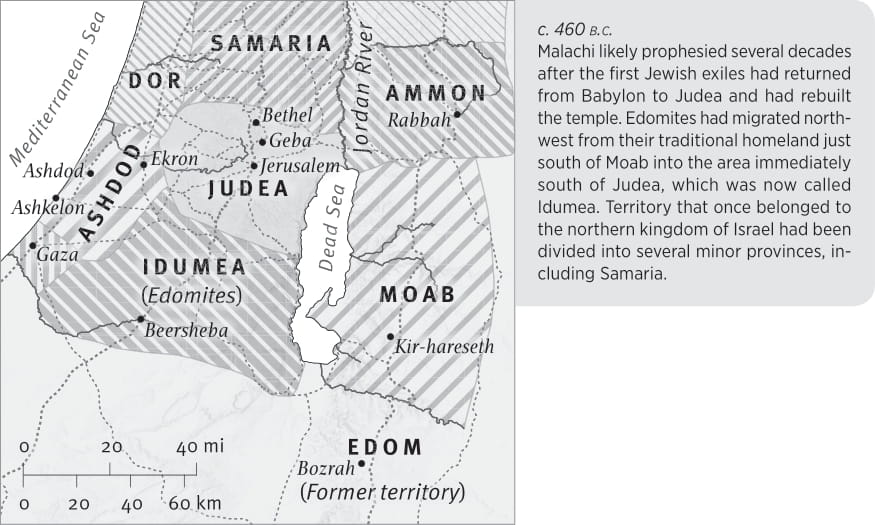 Mediterranean Sea
SAMARIA
DOR
Jordan River
AMMON
Rabbah
Bethel
Geba
Jerusalem
Ekron
Ashdod
ASHDOD
JUDEA
Ashkelon
Gaza
Dead Sea
IDUMEA
(Edomites)
Beersheba
MOAB
Kir-hareseth
EDOM
Bozrah
(Former territory)
0 20 40 mi
0 20 40 60 km
c. 460 B.C.
Malachi likely prophesied several decades
after the first Jewish exiles had returned
from Babylon to Judea and had rebuilt
the temple. Edomites had migrated north-
west from their traditional homeland just
south of Moab into the area immediately
south of Judea, which was now called
Idumea. Territory that once belonged to
the northern kingdom of Israel had been
divided into several minor provinces, in-
cluding Samaria.